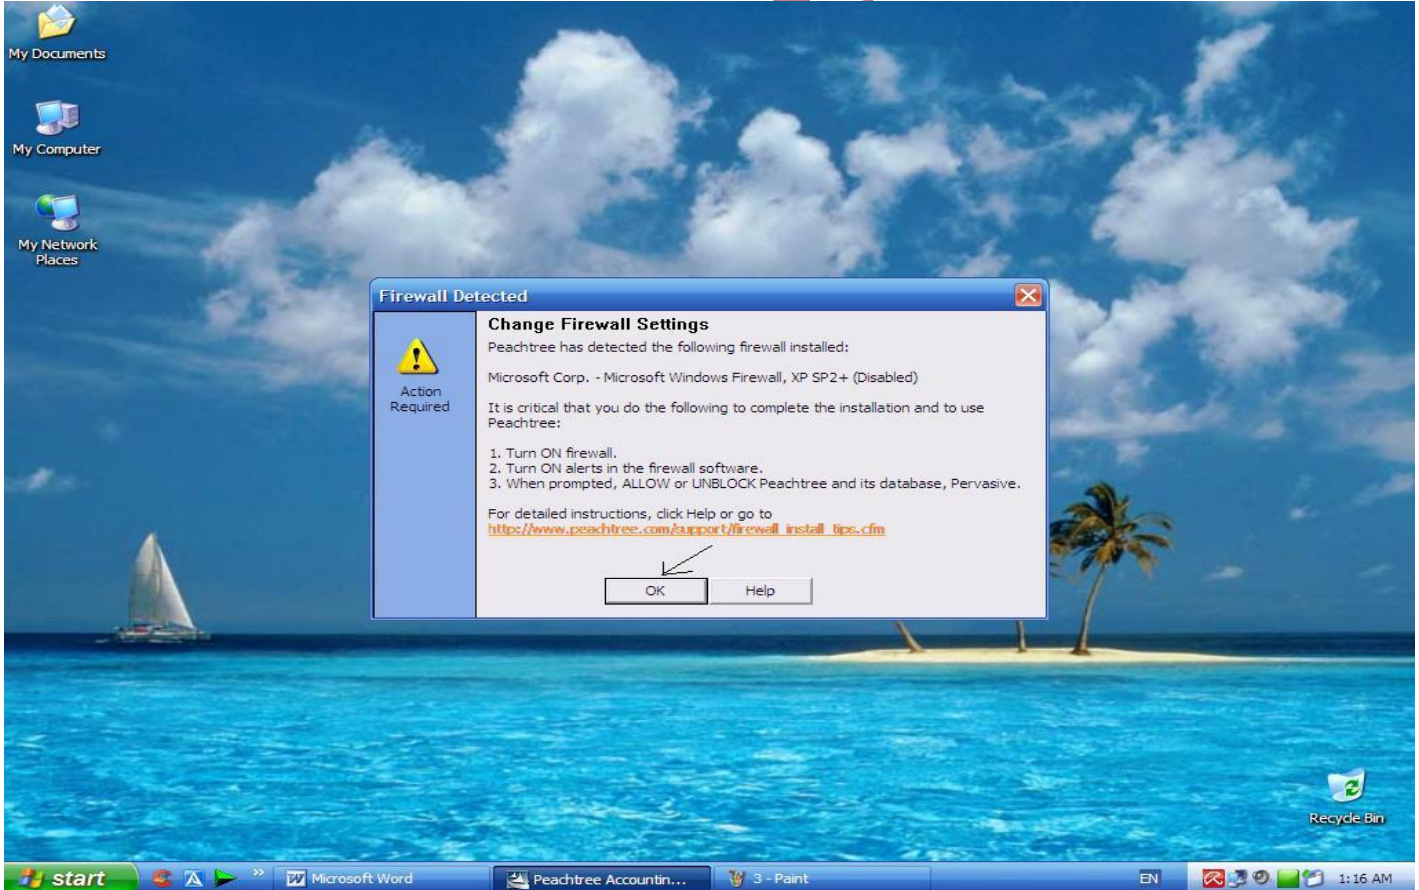 My Documents
My Computer
My Network
Places
Firewall Detected
Change Firewall Settings
Peachtree has detected the following firewall installed:
Microsoft Corp. - Microsoft Windows Firewall, XP SP2+ (Disabled)
Action
Required
It is critical that you do the following to complete the installation and to use
Peachtree:
1. Turn ON firewall.
2. Turn ON alerts in the firewall software.
3. When prompted, ALLOW or UNBLOCK Peachtree and its database, Pervasive.
For detailed instructions, click Help or go to
http://www.peachtree.com/support/firewall_install_tips.cfm
OK Help
Recycle Bin
start
Microsoft Word
Peachtree Accountin...
3 - Paint
EN
1:16 AM